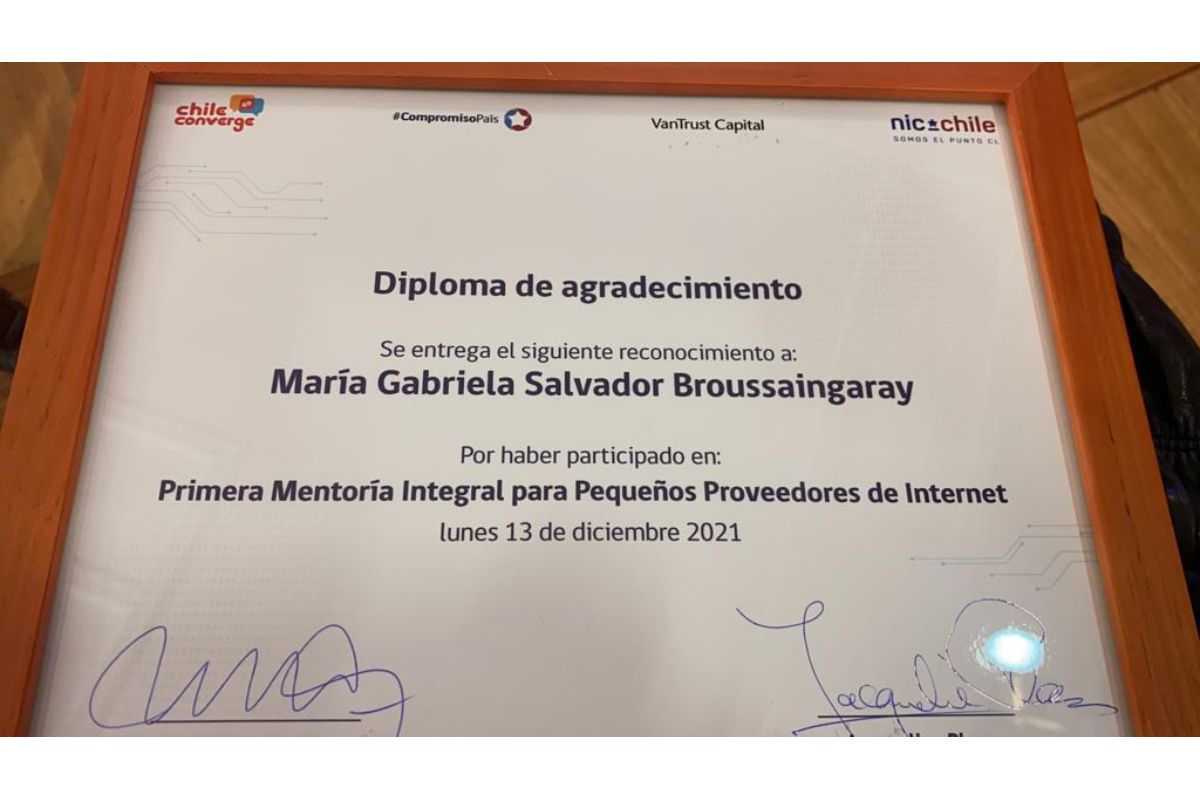 chile
converge
#CompromisoPaís
VanTrust Capital
nic chile
SOMOS EL PUNTO CL
Diploma de agradecimiento
Se entrega el siguiente reconocimiento a:
María Gabriela Salvador Broussaingaray
Por haber participado en:
Primera Mentoría Integral para Pequeños Proveedores de Internet
lunes 13 de diciembre 2021